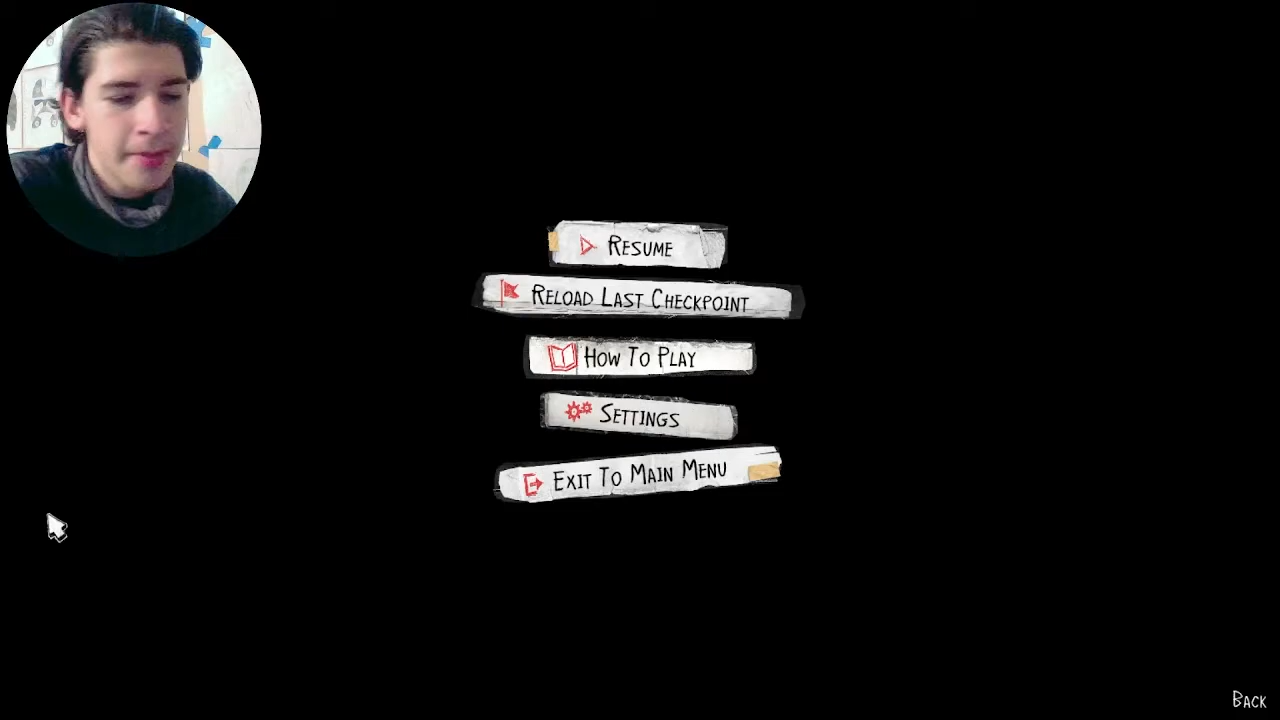 Resume
Reload Last Checkpoint
How To Play
Settings
Exit To Main Menu
Back